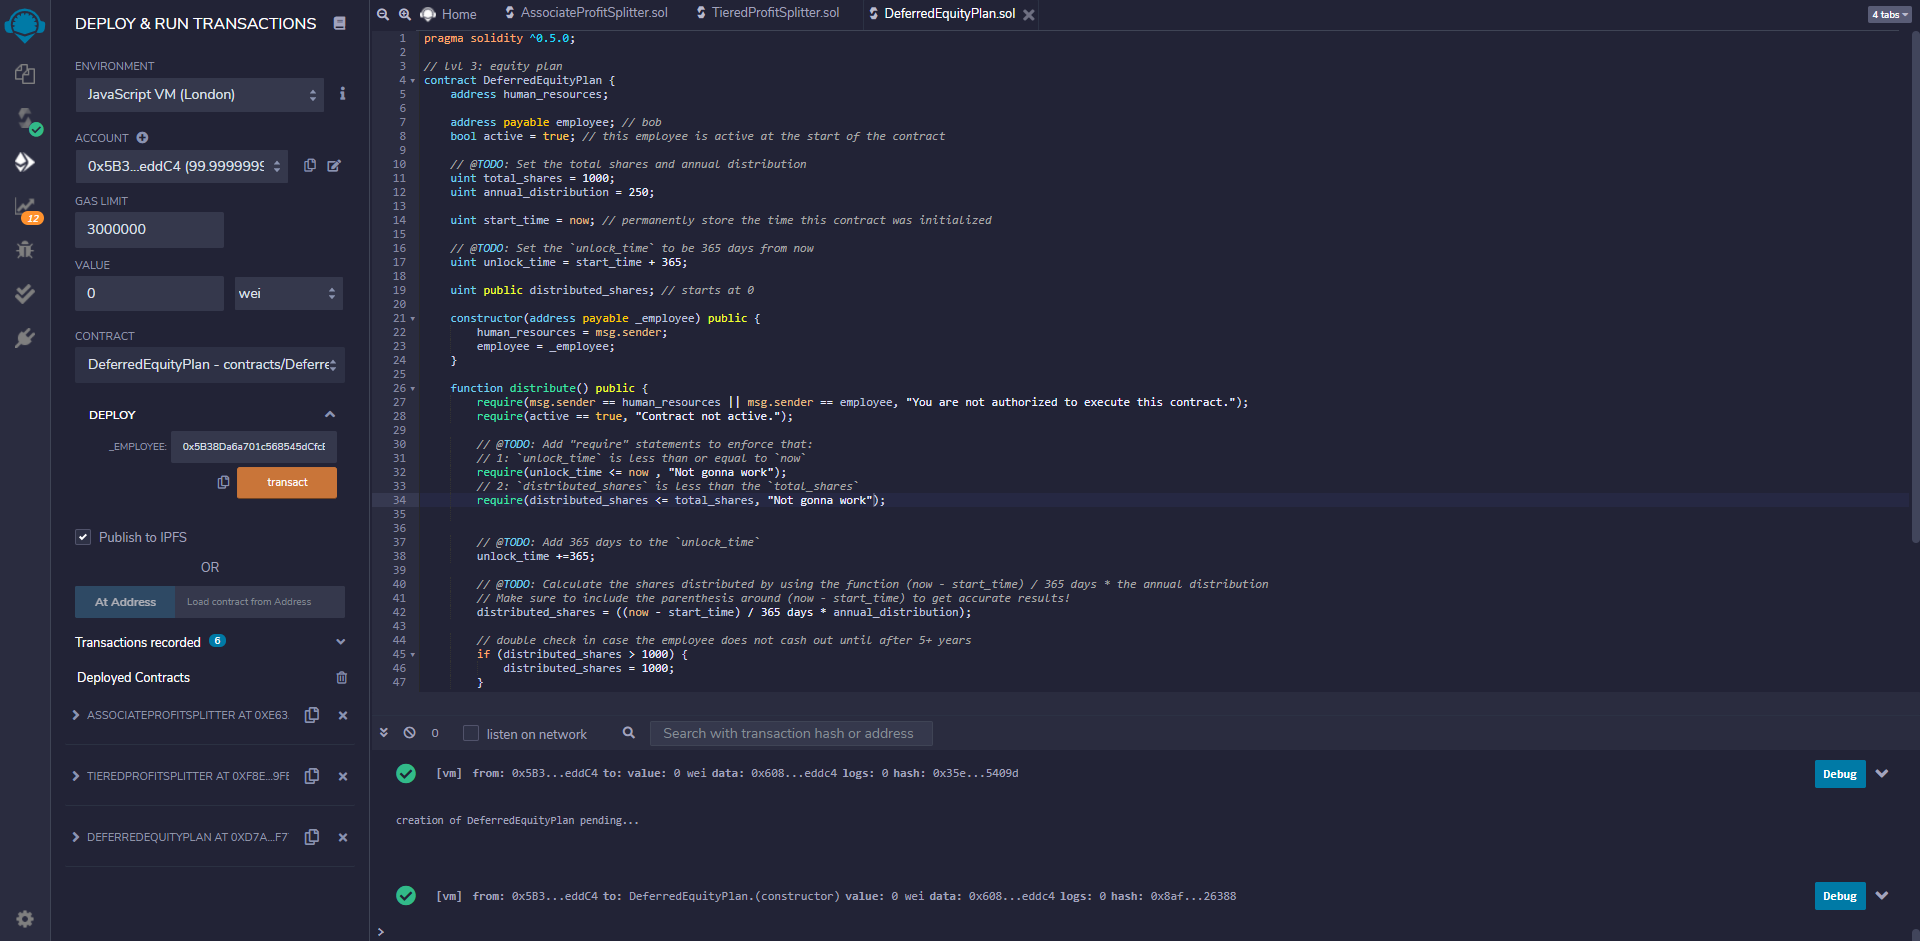 DEPLOY & RUN TRANSACTIONS
ENVIRONMENT
JavaScript VM (London)
ACCOUNT
0x5B3...eddC4 (99.9999999
GAS LIMIT
3000000
VALUE
0
wei
CONTRACT
DeferredEquityPlan - contracts/Deferre
DEPLOY
_EMPLOYEE: 0x5B38Da6a701c568545dCfcE
transact
Publish to IPFS
OR
At Address
Load contract from Address
Transactions recorded 6
Deployed Contracts
ASSOCIATEPROFITSPLITTER AT 0XE63.
TIEREDPROFITSPLITTER AT 0XF8E...9FE
DEFERREDEQUITYPLAN AT 0XD7A...F7
12
Home
AssociateProfitSplitter.sol
TieredProfitSplitter.sol
DeferredEquityPlan.sol
4 tabs
1 pragma solidity ^0.5.0;
2
3 // lvl 3: equity plan
4 contract DeferredEquityPlan {
5 address human_resources;
6
7 address payable employee; // bob
8 bool active = true; // this employee is active at the start of the contract
9
10 // @TODO: Set the total shares and annual distribution
11 uint total_shares = 1000;
12 uint annual_distribution = 250;
13
14 uint start_time = now; // permanently store the time this contract was initialized
15
16 // @TODO: Set the `unlock_time` to be 365 days from now
17 uint unlock_time = start_time + 365;
18
19 uint public distributed_shares; // starts at 0
20
21 constructor(address payable _employee) public {
22 human_resources = msg.sender;
23 employee = _employee;
24 }
25
26 function distribute() public {
27 require(msg.sender == human_resources || msg.sender == employee, "You are not authorized to execute this contract.");
28 require(active == true, "Contract not active.");
29
30 // @TODO: Add "require" statements to enforce that:
31 // 1: `unlock_time` is less than or equal to `now`
32 require(unlock_time <= now , "Not gonna work");
33 // 2: `distributed_shares` is less than the `total_shares`
34 require(distributed_shares <= total_shares, "Not gonna work");
35
36
37 // @TODO: Add 365 days to the `unlock_time`
38 unlock_time +=365;
39
40 // @TODO: Calculate the shares distributed by using the function (now - start_time) / 365 days * the annual distribution
41 // Make sure to include the parenthesis around (now - start_time) to get accurate results!
42 distributed_shares = ((now - start_time) / 365 days * annual_distribution);
43
44 // double check in case the employee does not cash out until after 5+ years
45 if (distributed_shares > 1000) {
46 distributed_shares = 1000;
47 }
0
listen on network
Search with transaction hash or address
[vm] from: 0x5B3...eddC4 to: value: 0 wei data: 0x608...eddc4 logs: 0 hash: 0x35e...5409d
Debug
creation of DeferredEquityPlan pending...
[vm] from: 0x5B3...eddC4 to: DeferredEquityPlan.(constructor) value: 0 wei data: 0x608...eddc4 logs: 0 hash: 0x8af...26388
Debug
>